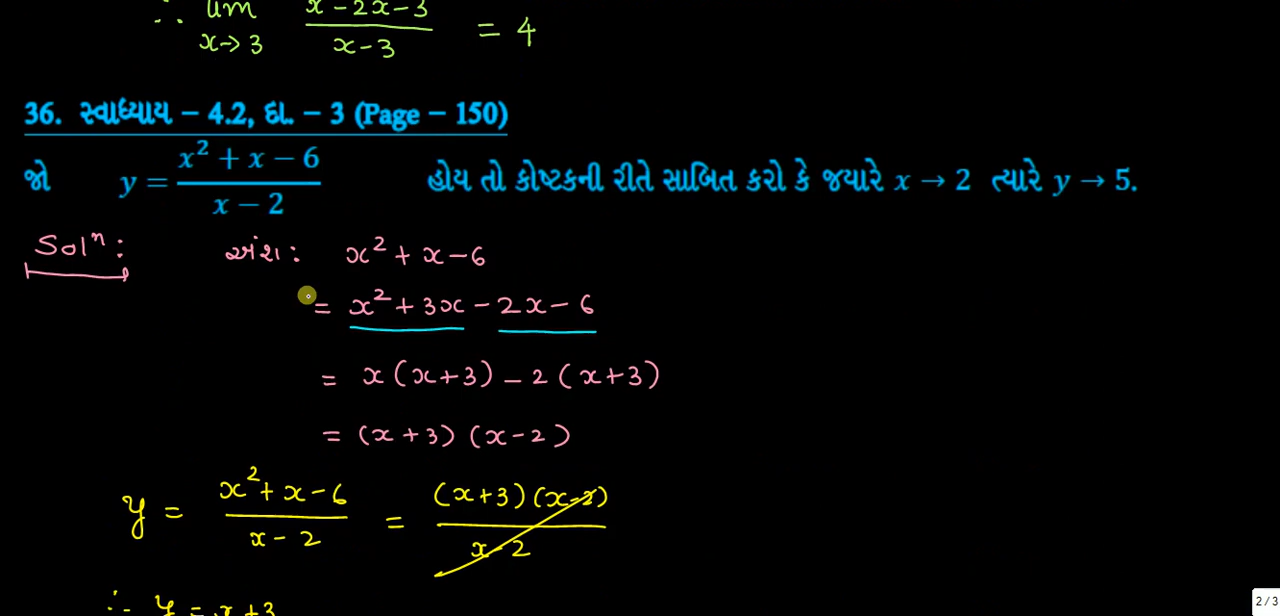 ∴ lim x→3 x-2x-3 / x-3 = 4
36. સ્વાધ્યાય – 4.2, દા. – 3 (Page – 150)
જો y = x² + x − 6 / x − 2 હોય તો કોષ્ટકની રીતે સાબિત કરો કે જયારે x → 2 ત્યારે y → 5.
Solⁿ: અંશ: x² + x - 6
= x² + 3x - 2x - 6
= x(x+3) - 2(x+3)
= (x+3)(x-2)
y = x²+x-6 / x-2 = (x+3)(x-2) / x-2
∴ y = x+3
2/3